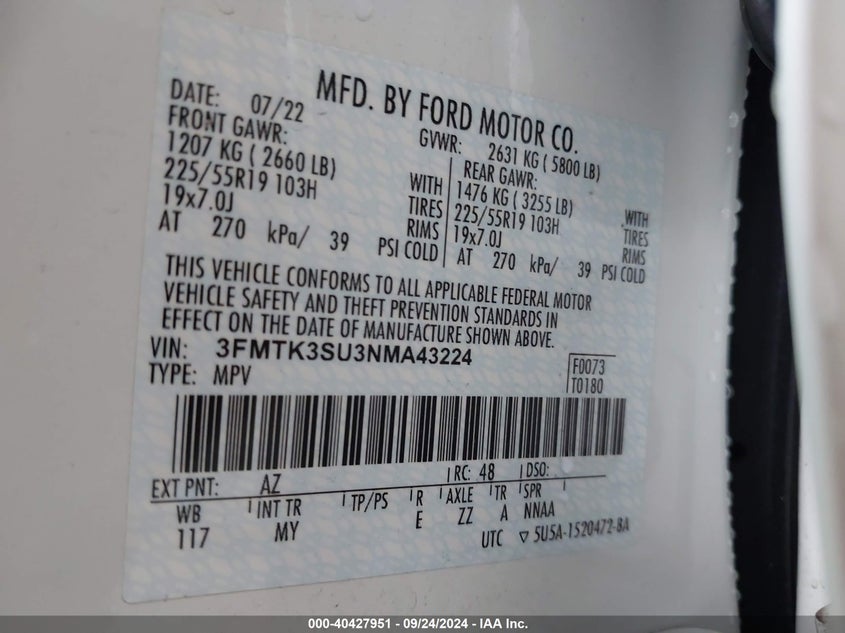 MFD. BY FORD MOTOR CO.
DATE: 07/22 GVWR: 2631 KG ( 5800 LB)
FRONT GAWR: REAR GAWR:
1207 KG ( 2660 LB) WITH 1476 KG ( 3255 LB) WITH
225/55R19 103H TIRES 225/55R19 103H TIRES
19x7.0J RIMS 19x7.0J RIMS
AT 270 kPa/ 39 PSI COLD AT 270 kPa/ 39 PSI COLD
THIS VEHICLE CONFORMS TO ALL APPLICABLE FEDERAL MOTOR
VEHICLE SAFETY AND THEFT PREVENTION STANDARDS IN
EFFECT ON THE DATE OF MANUFACTURE SHOWN ABOVE.
VIN: 3FMTK3SU3NMA43224 F0073
TYPE: MPV T0180
EXT PNT: AZ RC: 48 DSO:
WB INT TR TP/PS R AXLE TR SPR
117 MY E ZZ A NNAA
UTC ▽ 5U5A-1520472-BA
000-40427951 - 09/24/2024 - IAA Inc.